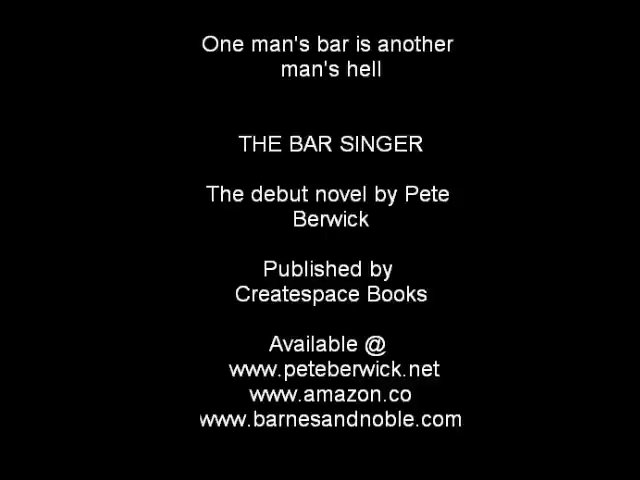 One man's bar is another
man's hell
THE BAR SINGER
The debut novel by Pete
Berwick
Published by
Createspace Books
Available @
www.peteberwick.net
www.amazon.co
www.barnesandnoble.com